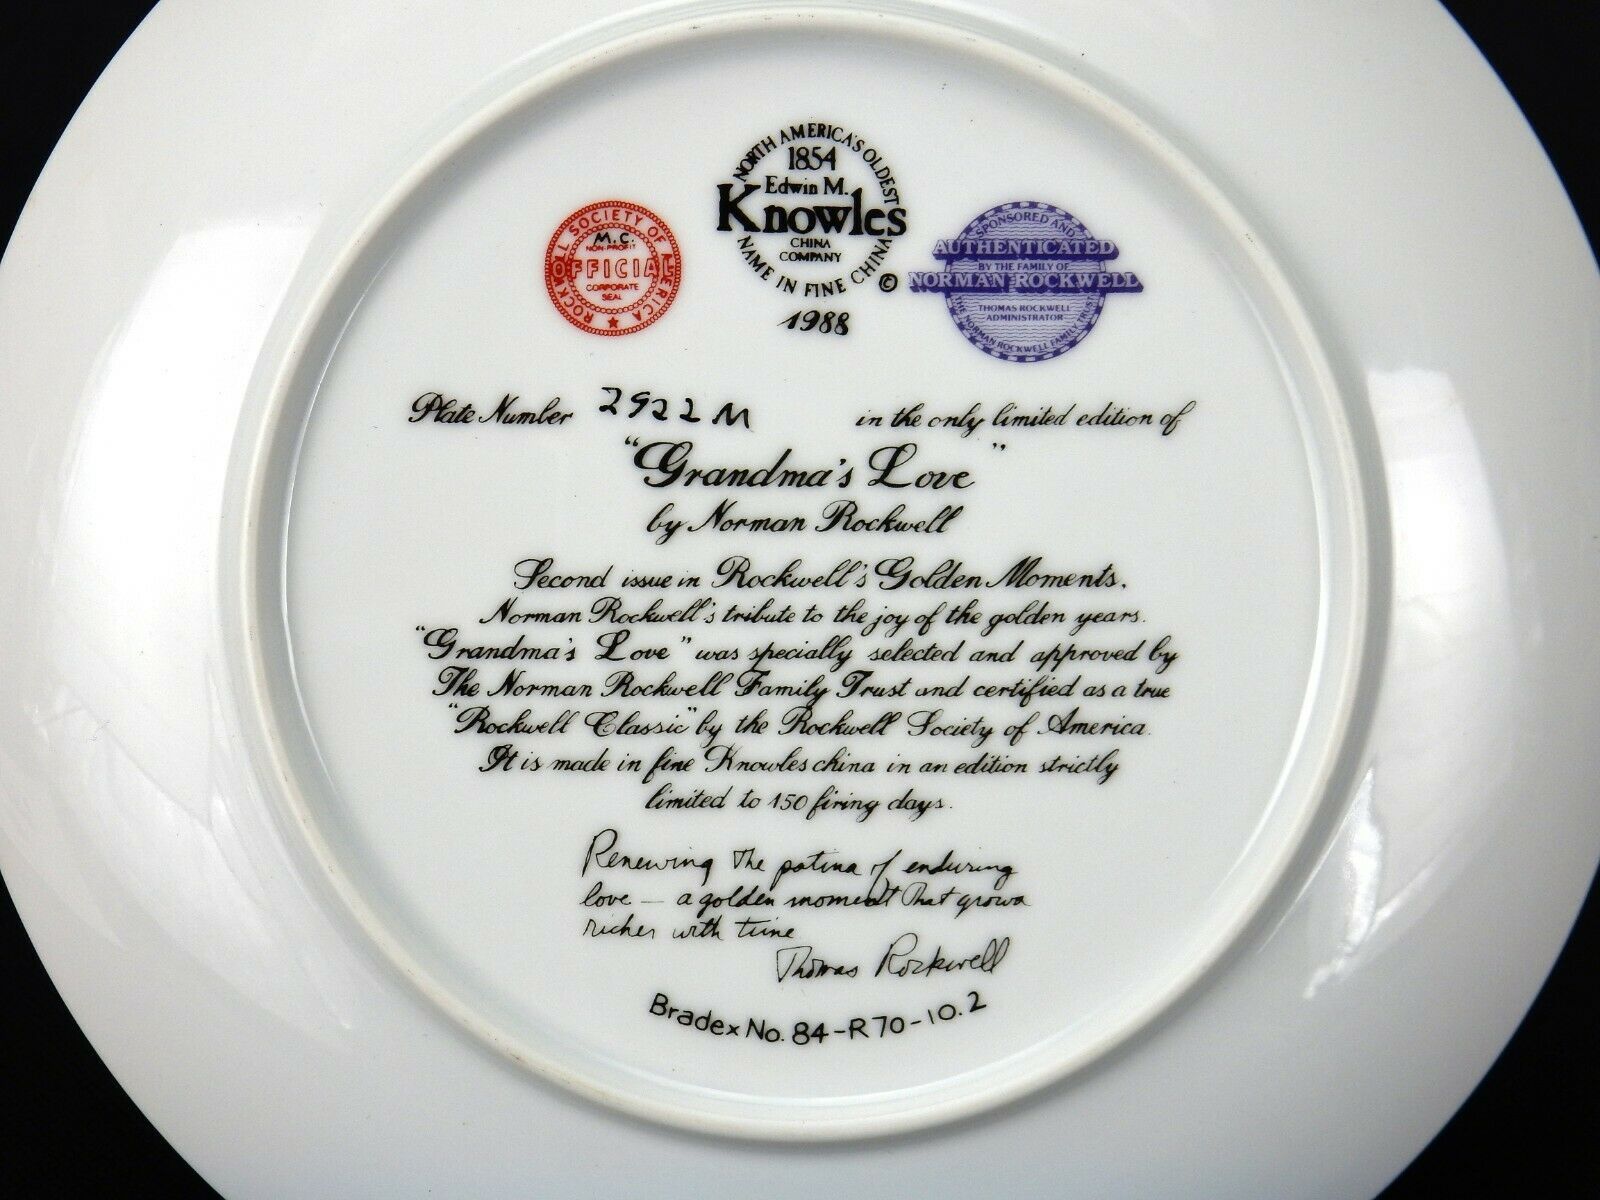 NORTH AMERICA'S OLDEST
1854
Edwin M.
Knowles
CHINA
COMPANY
NAME IN FINE CHINA
©
1988
ROCKWELL SOCIETY OF AMERICA
M.C.
NON-PROFIT
OFFICIAL
CORPORATE
SEAL
SPONSORED AND
AUTHENTICATED
BY THE FAMILY OF
NORMAN ROCKWELL
THOMAS ROCKWELL
ADMINISTRATOR
THE NORMAN ROCKWELL FAMILY TRUST
Plate Number 2922M in the only limited edition of
"Grandma's Love"
by Norman Rockwell
Second issue in Rockwell's Golden Moments.
Norman Rockwell's tribute to the joy of the golden years.
"Grandma's Love" was specially selected and approved by
The Norman Rockwell Family Trust and certified as a true
"Rockwell Classic" by the Rockwell Society of America.
It is made in fine Knowles china in an edition strictly
limited to 150 firing days.
Renewing the patina of enduring
love — a golden moment that grows
richer with time
Thomas Rockwell
Bradex No. 84-R70-10.2